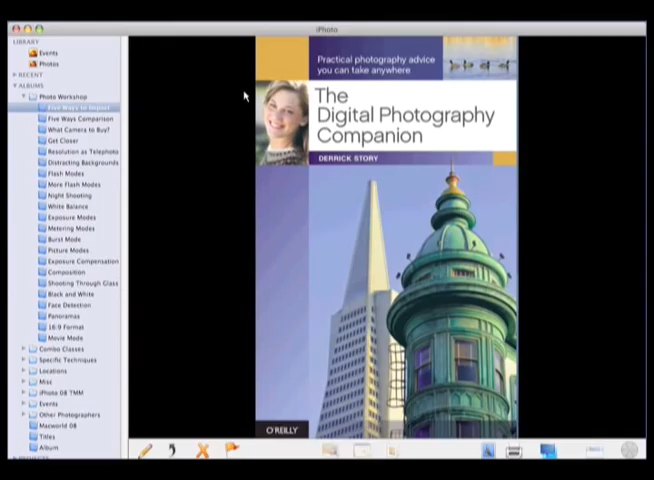 iPhoto
LIBRARY
Events
Photos
RECENT
ALBUMS
Photo Workshop
Five Ways to Impact
Five Ways Comparison
What Camera to Buy?
Get Closer
Resolution as Telephoto
Distracting Backgrounds
Flash Modes
More Flash Modes
Night Shooting
White Balance
Exposure Modes
Metering Modes
Burst Mode
Picture Modes
Exposure Compensation
Composition
Shooting Through Glass
Black and White
Face Detection
Panoramas
16:9 Format
Movie Mode
Combo Classes
Specific Techniques
Locations
Misc
iPhoto 08 TMM
Events
Other Photographers
Macworld 08
Titles
Album
Practical photography advice
you can take anywhere
The
Digital Photography
Companion
DERRICK STORY
O'REILLY